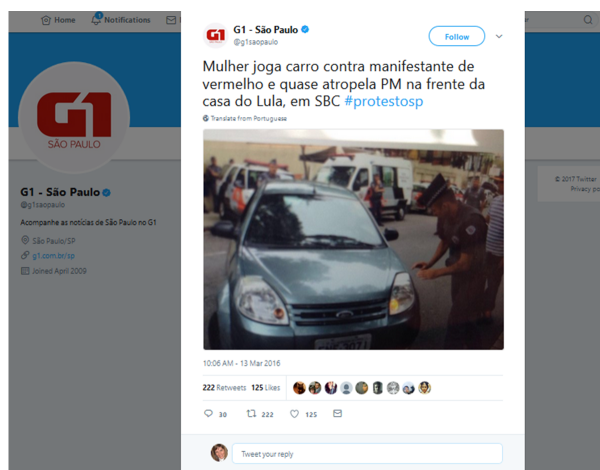 Home
Notifications
G1
SÃO PAULO
G1 - São Paulo
@g1saopaulo
Acompanhe as notícias de São Paulo no G1
São Paulo/SP
g1.com.br/sp
Joined April 2009
G1
G1 - São Paulo
@g1saopaulo
Follow
Mulher joga carro contra manifestante de
vermelho e quase atropela PM na frente da
casa do Lula, em SBC #protestosp
Translate from Portuguese
10:06 AM - 13 Mar 2016
222 Retweets 125 Likes
30 222 125
Tweet your reply
© 2017 Twitter
Privacy po